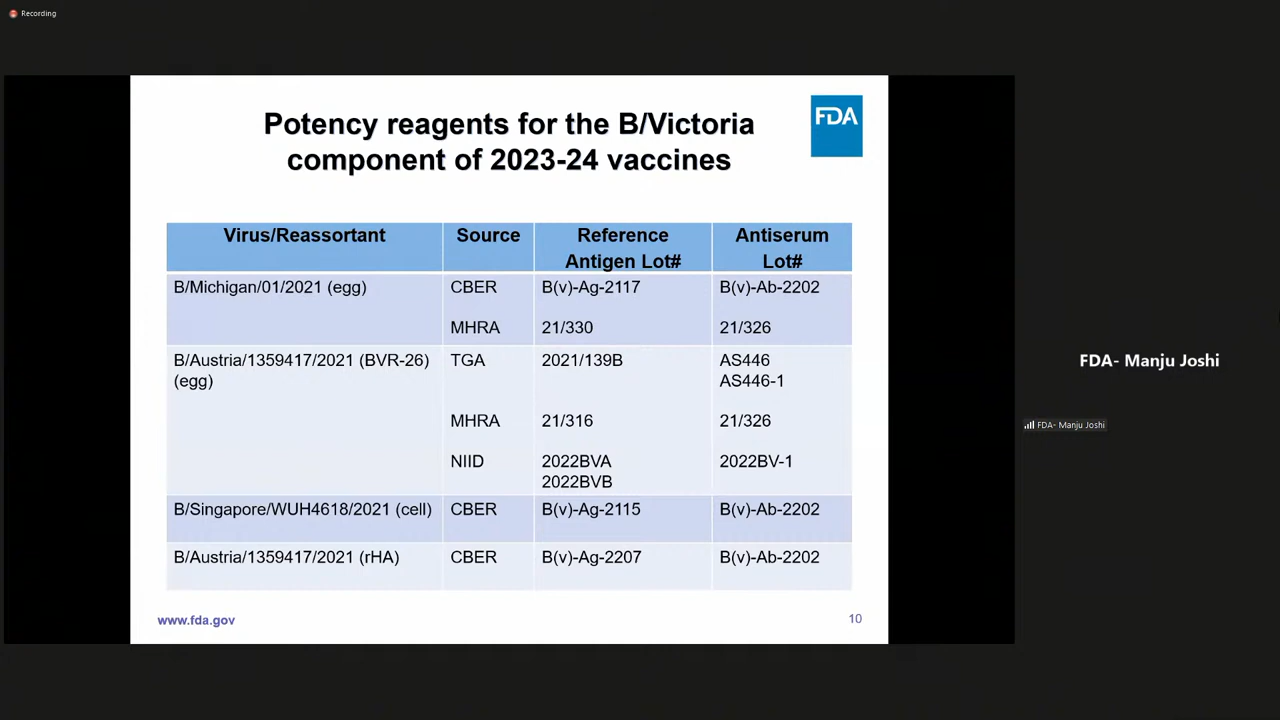 Recording
Potency reagents for the B/Victoria
component of 2023-24 vaccines
FDA
Virus/Reassortant Source Reference Antigen Lot# Antiserum Lot#
B/Michigan/01/2021 (egg) CBER B(v)-Ag-2117 B(v)-Ab-2202
MHRA 21/330 21/326
B/Austria/1359417/2021 (BVR-26) TGA 2021/139B AS446
(egg) AS446-1
MHRA 21/316 21/326
NIID 2022BVA 2022BV-1
2022BVB
B/Singapore/WUH4618/2021 (cell) CBER B(v)-Ag-2115 B(v)-Ab-2202
B/Austria/1359417/2021 (rHA) CBER B(v)-Ag-2207 B(v)-Ab-2202
www.fda.gov 10
FDA- Manju Joshi
FDA- Manju Joshi